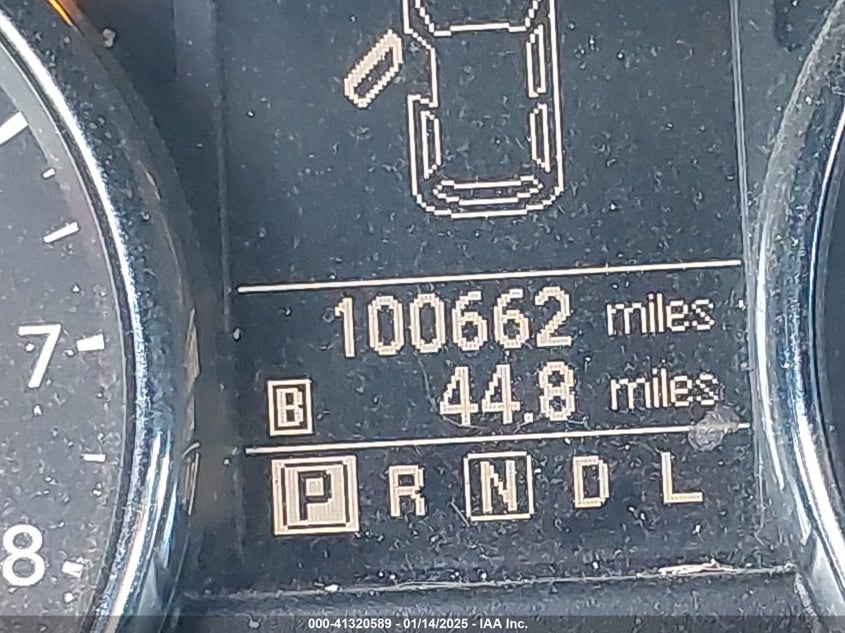 100662 miles
B 44.8 miles
P R N D L
7
8
000-41320589 - 01/14/2025 - IAA Inc.